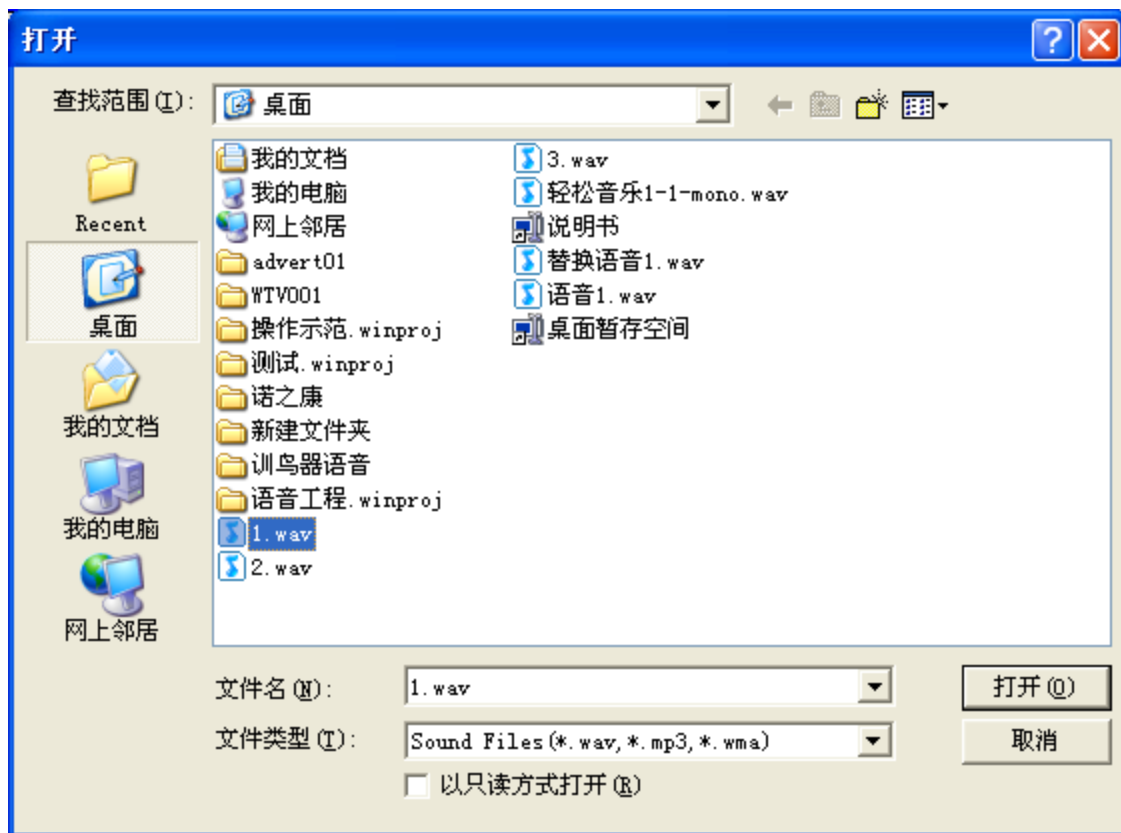 打开
查找范围(I):
桌面
Recent
桌面
我的文档
我的电脑
网上邻居
我的文档
我的电脑
网上邻居
advert01
WTV001
操作示范.winproj
测试.winproj
诺之康
新建文件夹
训鸟器语音
语音工程.winproj
1.wav
2.wav
3.wav
轻松音乐1-1-mono.wav
说明书
替换语音1.wav
语音1.wav
桌面暂存空间
文件名(N):
1.wav
打开(O)
文件类型(T):
Sound Files(*.wav,*.mp3,*.wma)
取消
以只读方式打开(R)